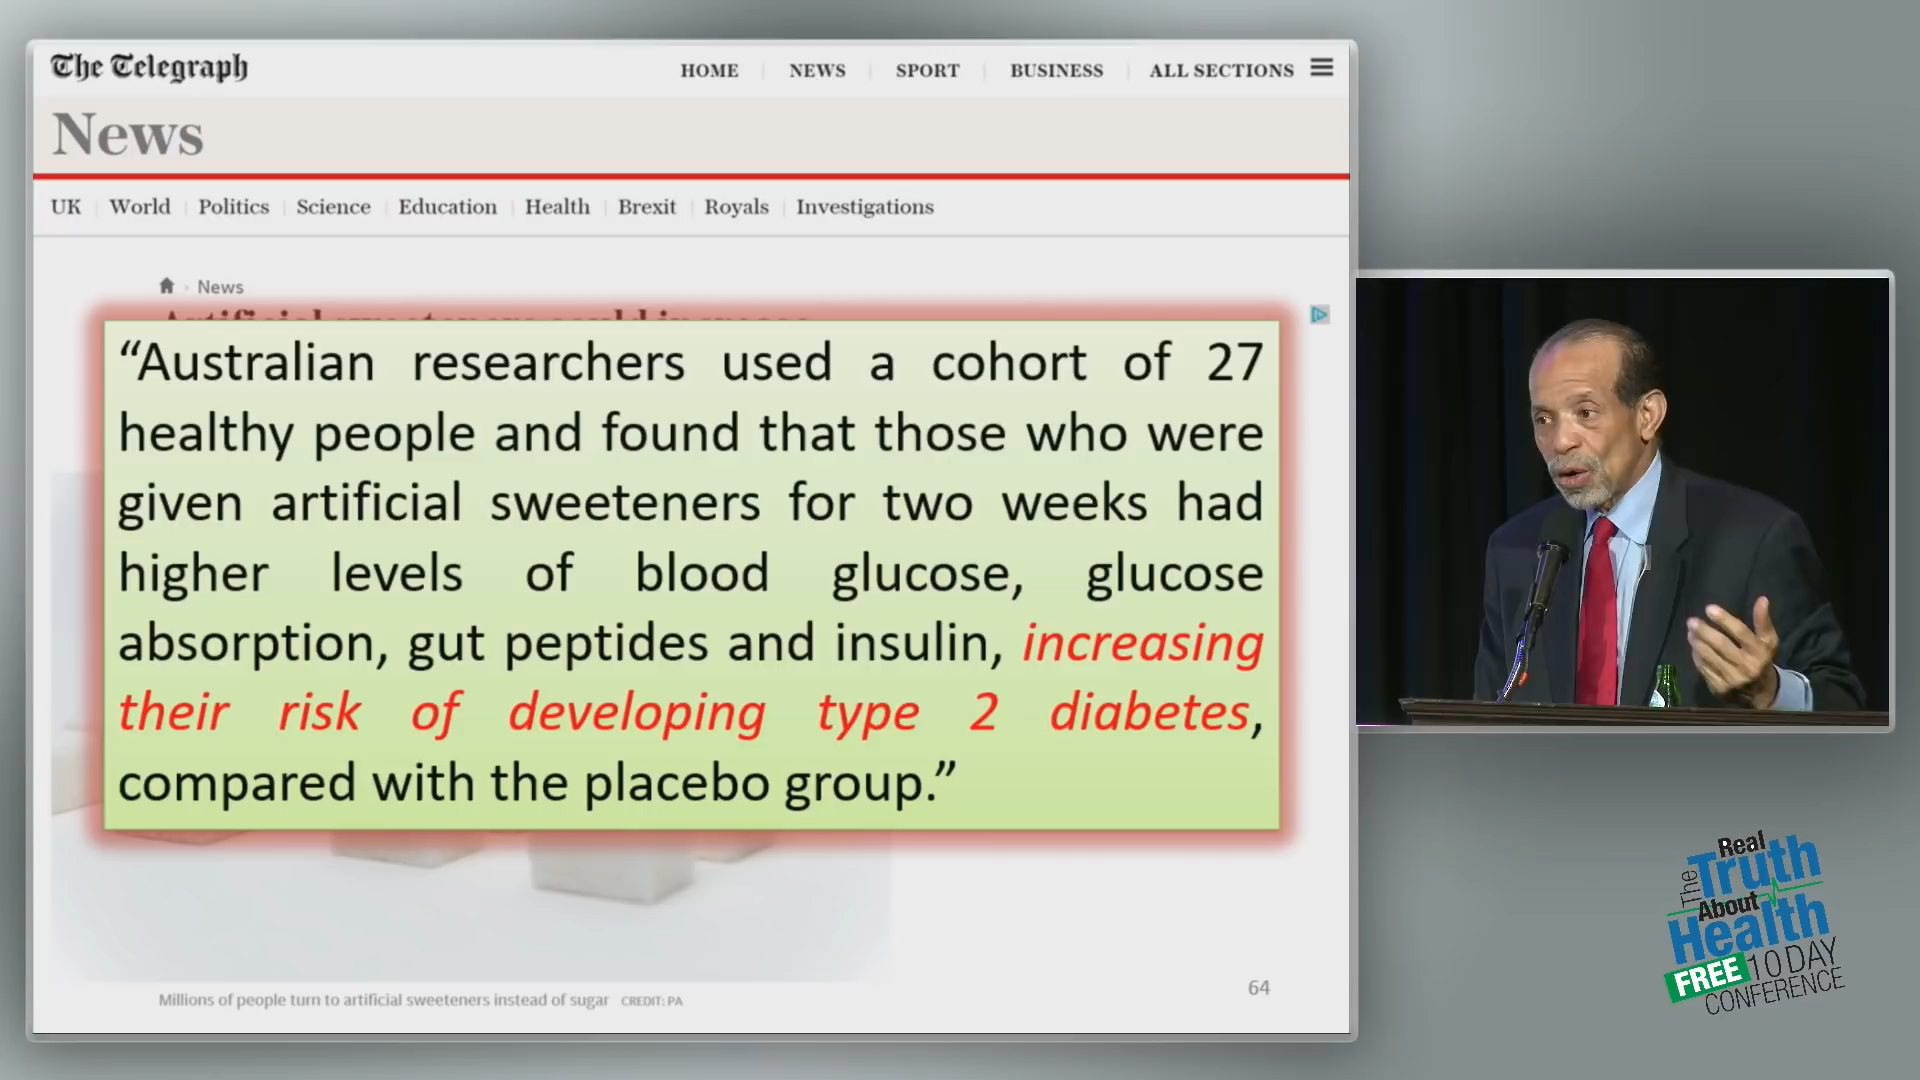 The Telegraph
HOME NEWS SPORT BUSINESS ALL SECTIONS
News
UK World Politics Science Education Health Brexit Royals Investigations
News
Artificial sweeteners could increase
“Australian researchers used a cohort of 27
healthy people and found that those who were
given artificial sweeteners for two weeks had
higher levels of blood glucose, glucose
absorption, gut peptides and insulin, increasing
their risk of developing type 2 diabetes,
compared with the placebo group.”
Millions of people turn to artificial sweeteners instead of sugar CREDIT: PA
64
The Real
Truth
About
Health
FREE 10 DAY
CONFERENCE